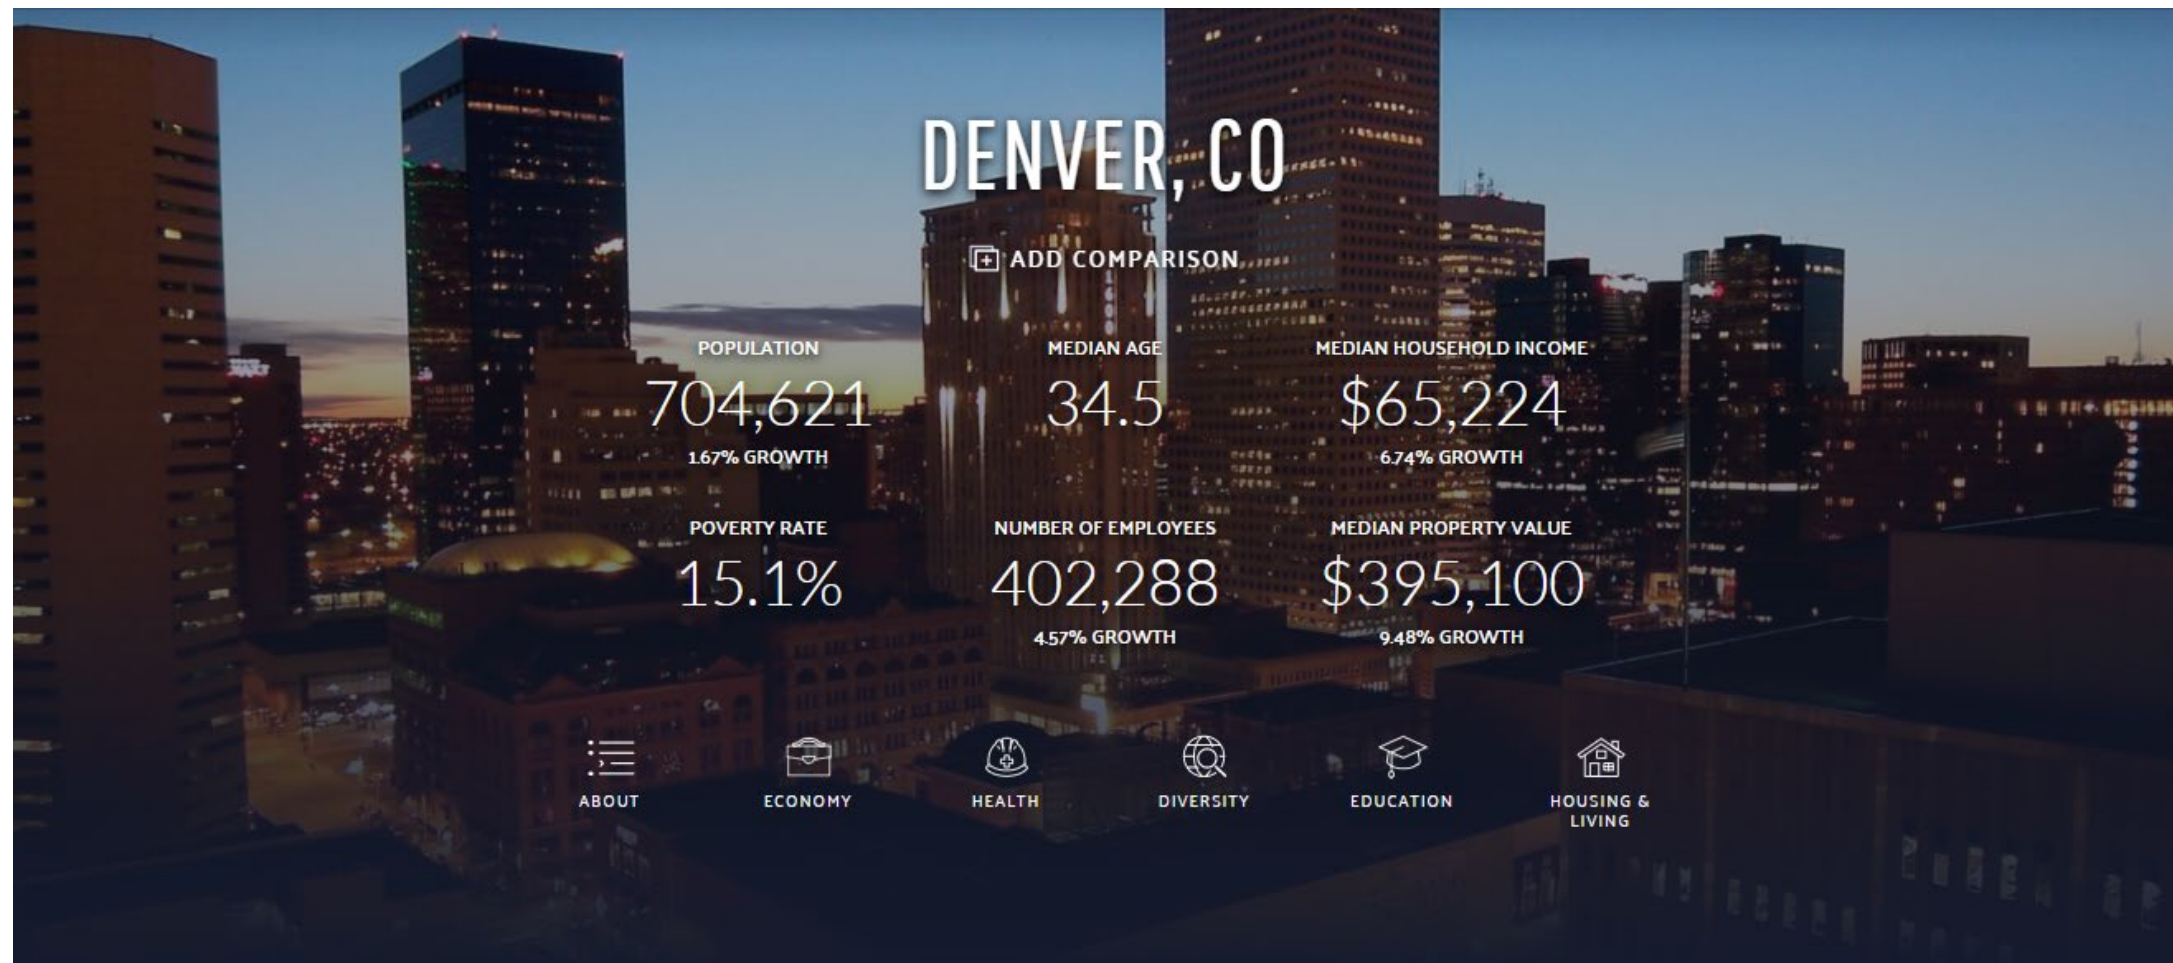 DENVER, CO
ADD COMPARISON
POPULATION
704,621
1.67% GROWTH
MEDIAN AGE
34.5
MEDIAN HOUSEHOLD INCOME
$65,224
6.74% GROWTH
POVERTY RATE
15.1%
NUMBER OF EMPLOYEES
402,288
4.57% GROWTH
MEDIAN PROPERTY VALUE
$395,100
9.48% GROWTH
ABOUT
ECONOMY
HEALTH
DIVERSITY
EDUCATION
HOUSING &
LIVING
1600